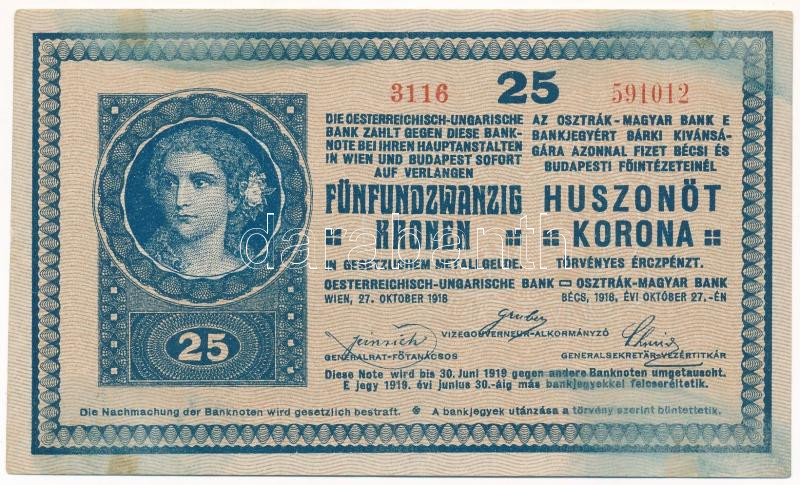 3116 25 591012
DIE OESTERREICHISCH-UNGARISCHE
BANK ZAHLT GEGEN DIESE BANK-
NOTE BEI IHREN HAUPTANSTALTEN
IN WIEN UND BUDAPEST SOFORT
AUF VERLANGEN
FÜNFUNDZWANZIG
KRONEN
IN GESETZLICHEM METALLGELDE.
AZ OSZTRÁK-MAGYAR BANK E
BANKJEGYÉRT BÁRKI KIVÁNSÁ-
GÁRA AZONNAL FIZET BÉCSI ÉS
BUDAPESTI FŐINTÉZETEINÉL
HUSZONÖT
KORONA
TÖRVÉNYES ÉRCZPÉNZT.
OESTERREICHISCH-UNGARISCHE BANK OSZTRÁK-MAGYAR BANK
WIEN, 27. OKTOBER 1918 BÉCS, 1918. ÉVI OKTÓBER 27.-ÉN
Gruber
VIZEGOUVERNEUR-ALKORMÁNYZÓ
GENERALRAT-FŐTANÁCSOS GENERALSEKRETÄR-VEZÉRTITKÁR
Diese Note wird bis 30. Juni 1919 gegen andere Banknoten umgetauscht.
E jegy 1919. évi junius 30.-áig más bankjegyekkel felcseréltetik.
25
Die Nachmachung der Banknoten wird gesetzlich bestraft. ※ A bankjegyek utánzása a törvény szerint büntettetik.
darabanth